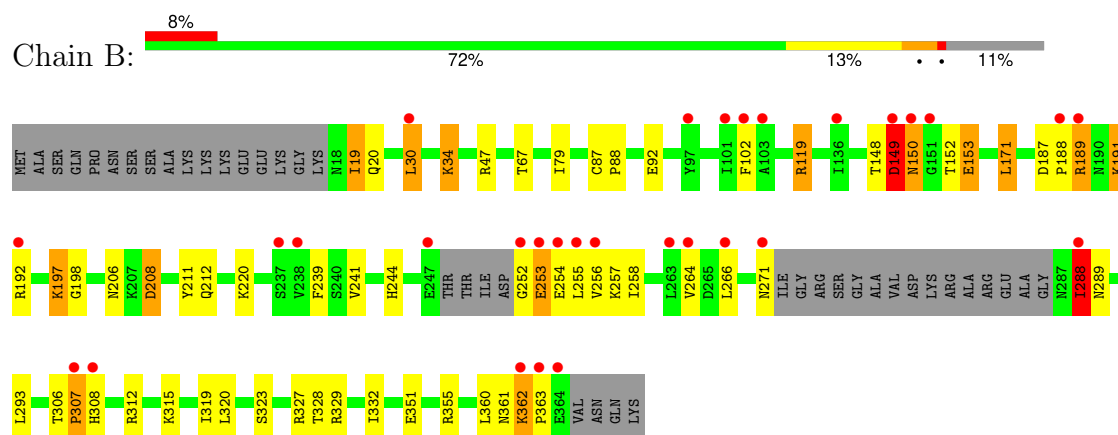 8%
Chain B:
72% 13% • • 11%
MET ALA SER GLN PRO ASN SER SER ALA LYS LYS LYS GLU GLU LYS GLY LYS N18 I19 Q20 L30 K34 R47 T67 I79 C87 P88 E92 Y97 I101 F102 A103 R119 I136 T148 D149 N150 G151 T152 E153 L171 D187 P188 R189 N190
R192 K197 G198 N206 K207 D208 Y211 Q212 K220 S237 V238 F239 S240 V241 H244 E247 THR THR ILE ASP G252 E253 E254 L255 V256 K257 I258 L263 V264 D265 L266 N271 ILE GLY ARG SER GLY ALA VAL ASP LYS ARG ALA ARG GLU ALA GLY N287 I288 N289
L293 T306 P307 H308 R312 K315 I319 L320 S323 R327 T328 R329 I332 E351 R355 L360 N361 K362 P363 E364 VAL ASN GLN LYS